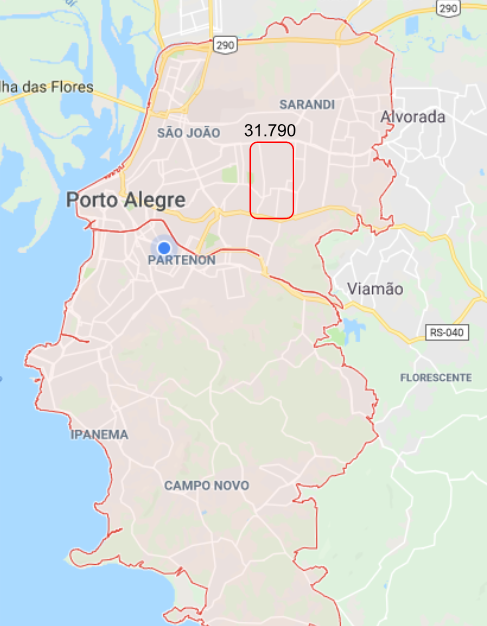 290
290
lha das Flores
SARANDI
Alvorada
31.790
SÃO JOÃO
Porto Alegre
PARTENON
Viamão
RS-040
FLORESCENTE
IPANEMA
CAMPO NOVO